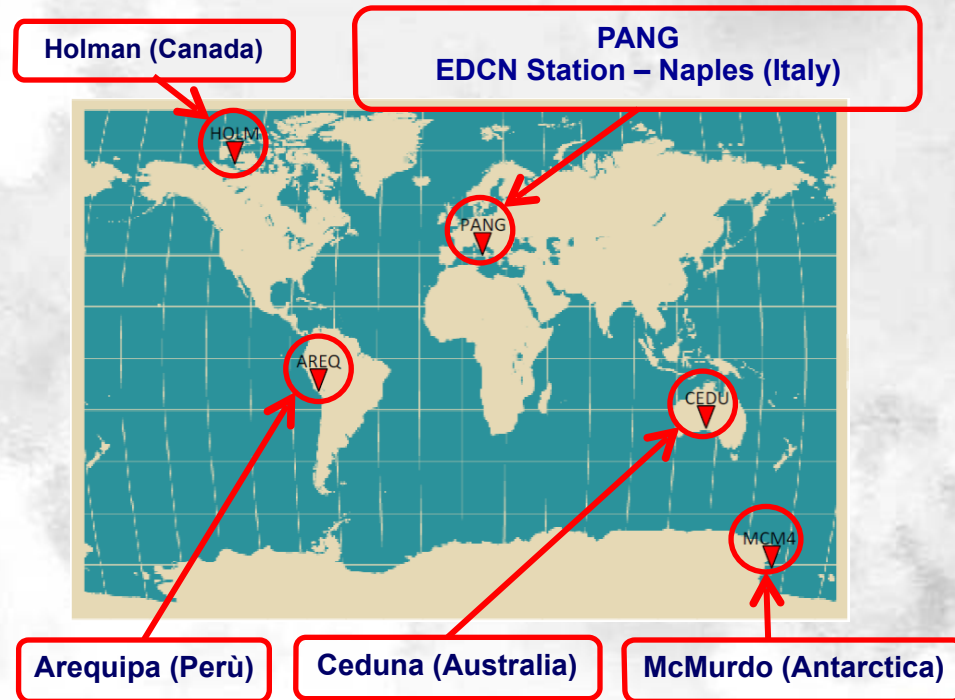 Holman (Canada)
PANG
EDCN Station – Naples (Italy)
HOLM
PANG
AREQ
CEDU
MCM4
Arequipa (Perù)
Ceduna (Australia)
McMurdo (Antarctica)